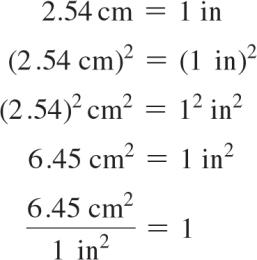 2.54 cm = 1 in
(2.54 cm)² = (1 in)²
(2.54)² cm² = 1² in²
6.45 cm² = 1 in²
6.45 cm² / 1 in² = 1